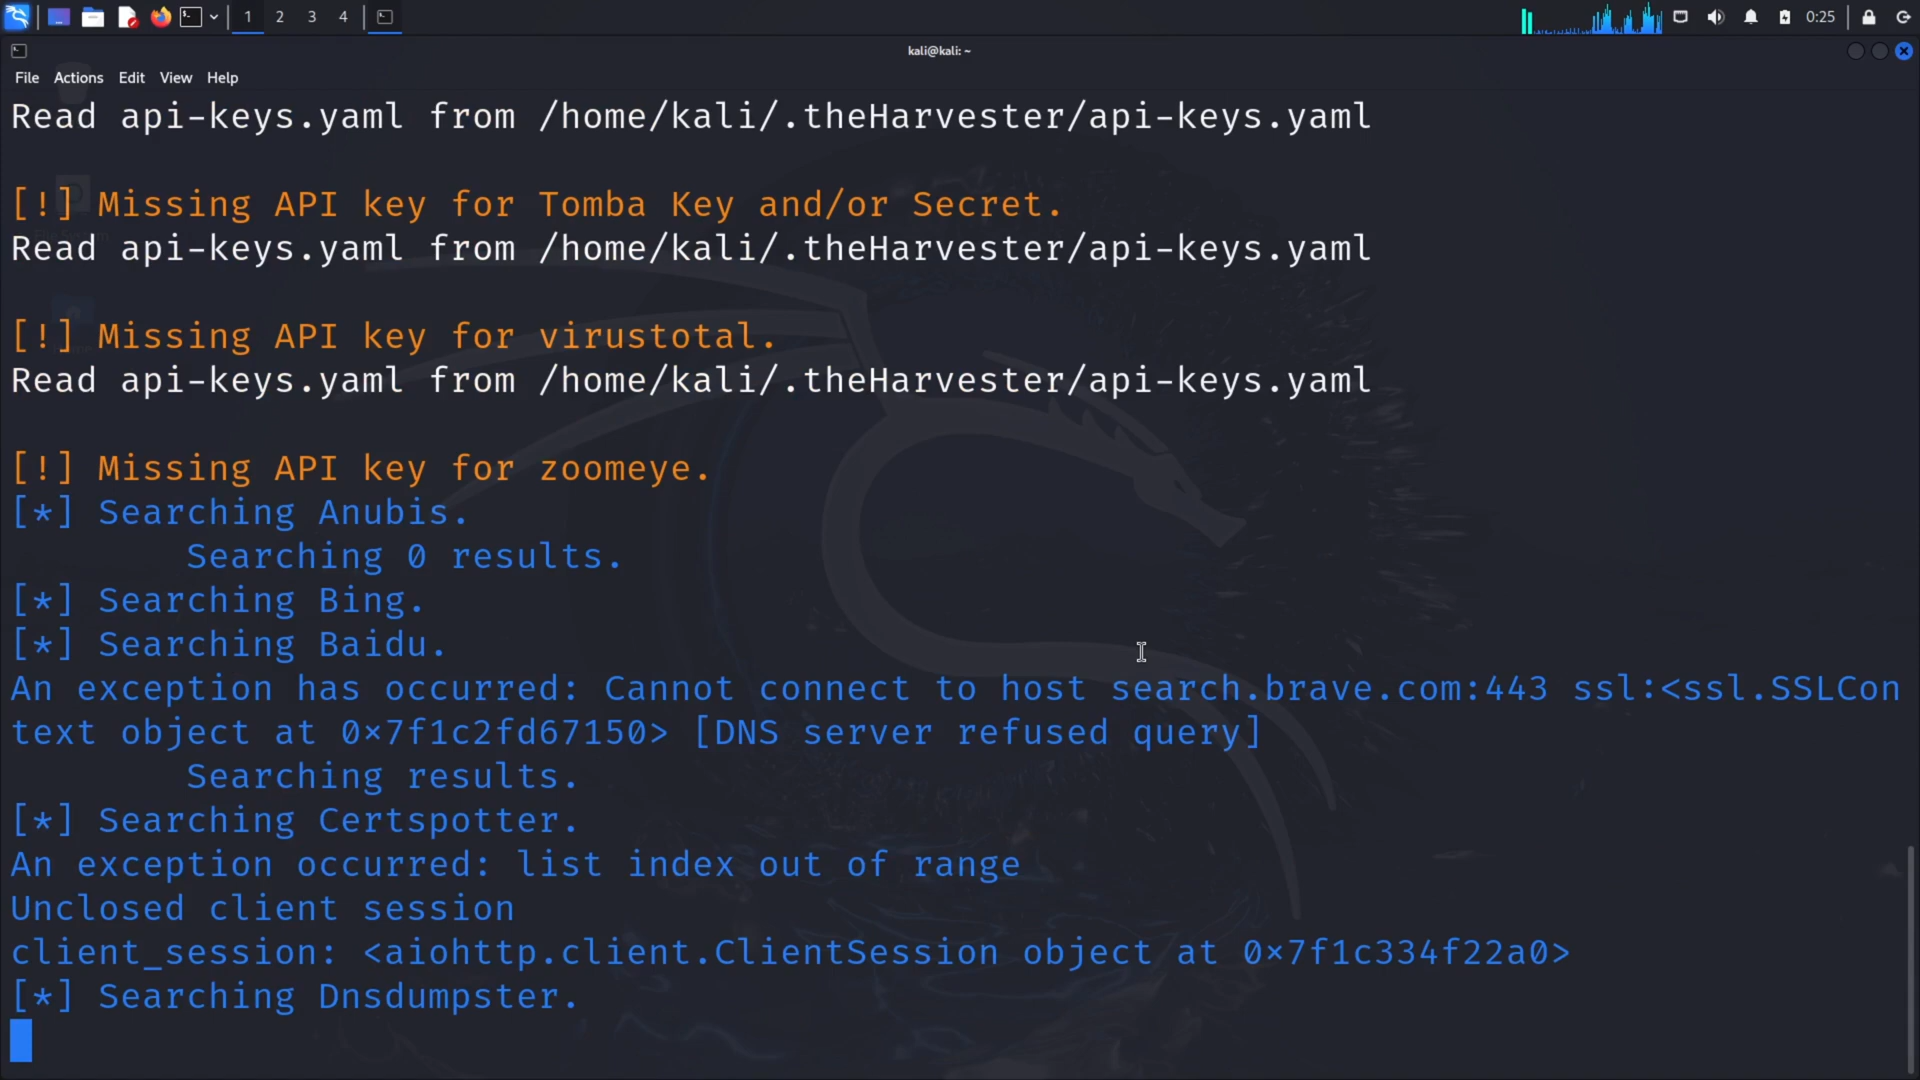 1 2 3 4 0:25
kali@kali: ~
File Actions Edit View Help
Read api-keys.yaml from /home/kali/.theHarvester/api-keys.yaml
[!] Missing API key for Tomba Key and/or Secret.
Read api-keys.yaml from /home/kali/.theHarvester/api-keys.yaml
[!] Missing API key for virustotal.
Read api-keys.yaml from /home/kali/.theHarvester/api-keys.yaml
[!] Missing API key for zoomeye.
[*] Searching Anubis.
Searching 0 results.
[*] Searching Bing.
[*] Searching Baidu.
An exception has occurred: Cannot connect to host search.brave.com:443 ssl:<ssl.SSLCon
text object at 0×7f1c2fd67150> [DNS server refused query]
Searching results.
[*] Searching Certspotter.
An exception occurred: list index out of range
Unclosed client session
client_session: <aiohttp.client.ClientSession object at 0×7f1c334f22a0>
[*] Searching Dnsdumpster.